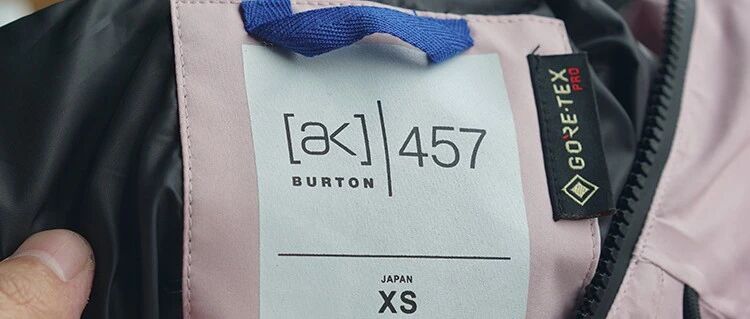 [ak] 457
BURTON
JAPAN
XS
GORE-TEX
PRO